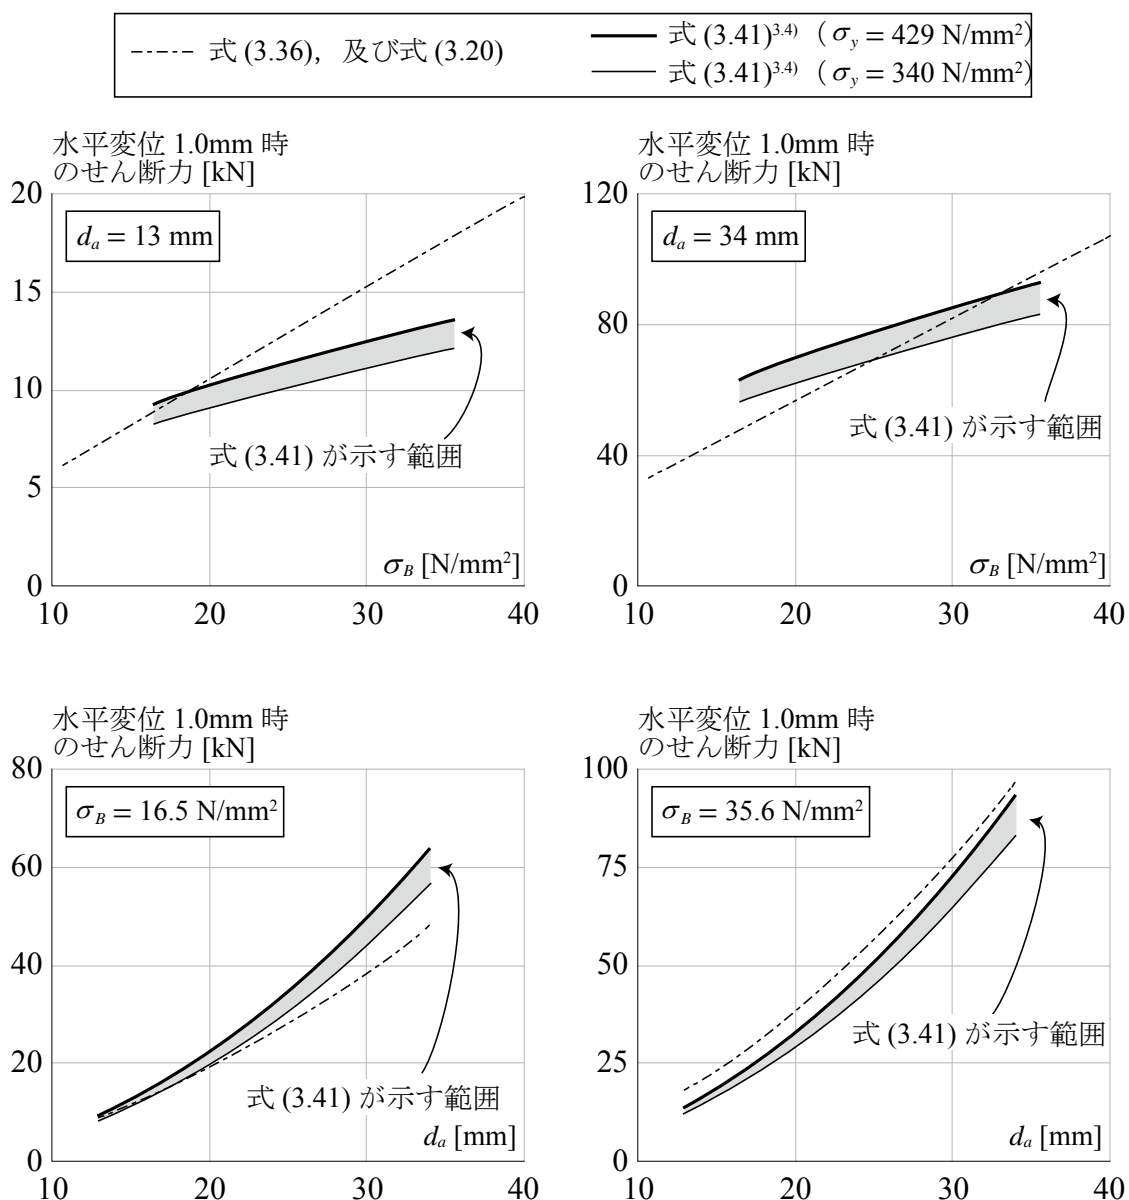 式 (3.36),及び式 (3.20)
式 (3.41)3.4) (σy = 429 N/mm2)
式 (3.41)3.4) (σy = 340 N/mm2)
水平変位 1.0mm 時
のせん断力 [kN]
20
15
10
5
0
da = 13 mm
式 (3.41) が示す範囲
σB [N/mm2]
10 20 30 40
水平変位 1.0mm 時
のせん断力 [kN]
120
80
40
0
da = 34 mm
式 (3.41) が示す範囲
σB [N/mm2]
10 20 30 40
水平変位 1.0mm 時
のせん断力 [kN]
80
60
40
20
0
σB = 16.5 N/mm2
式 (3.41) が示す範囲
da [mm]
10 20 30 40
水平変位 1.0mm 時
のせん断力 [kN]
100
75
50
25
0
σB = 35.6 N/mm2
式 (3.41) が示す範囲
da [mm]
10 20 30 40